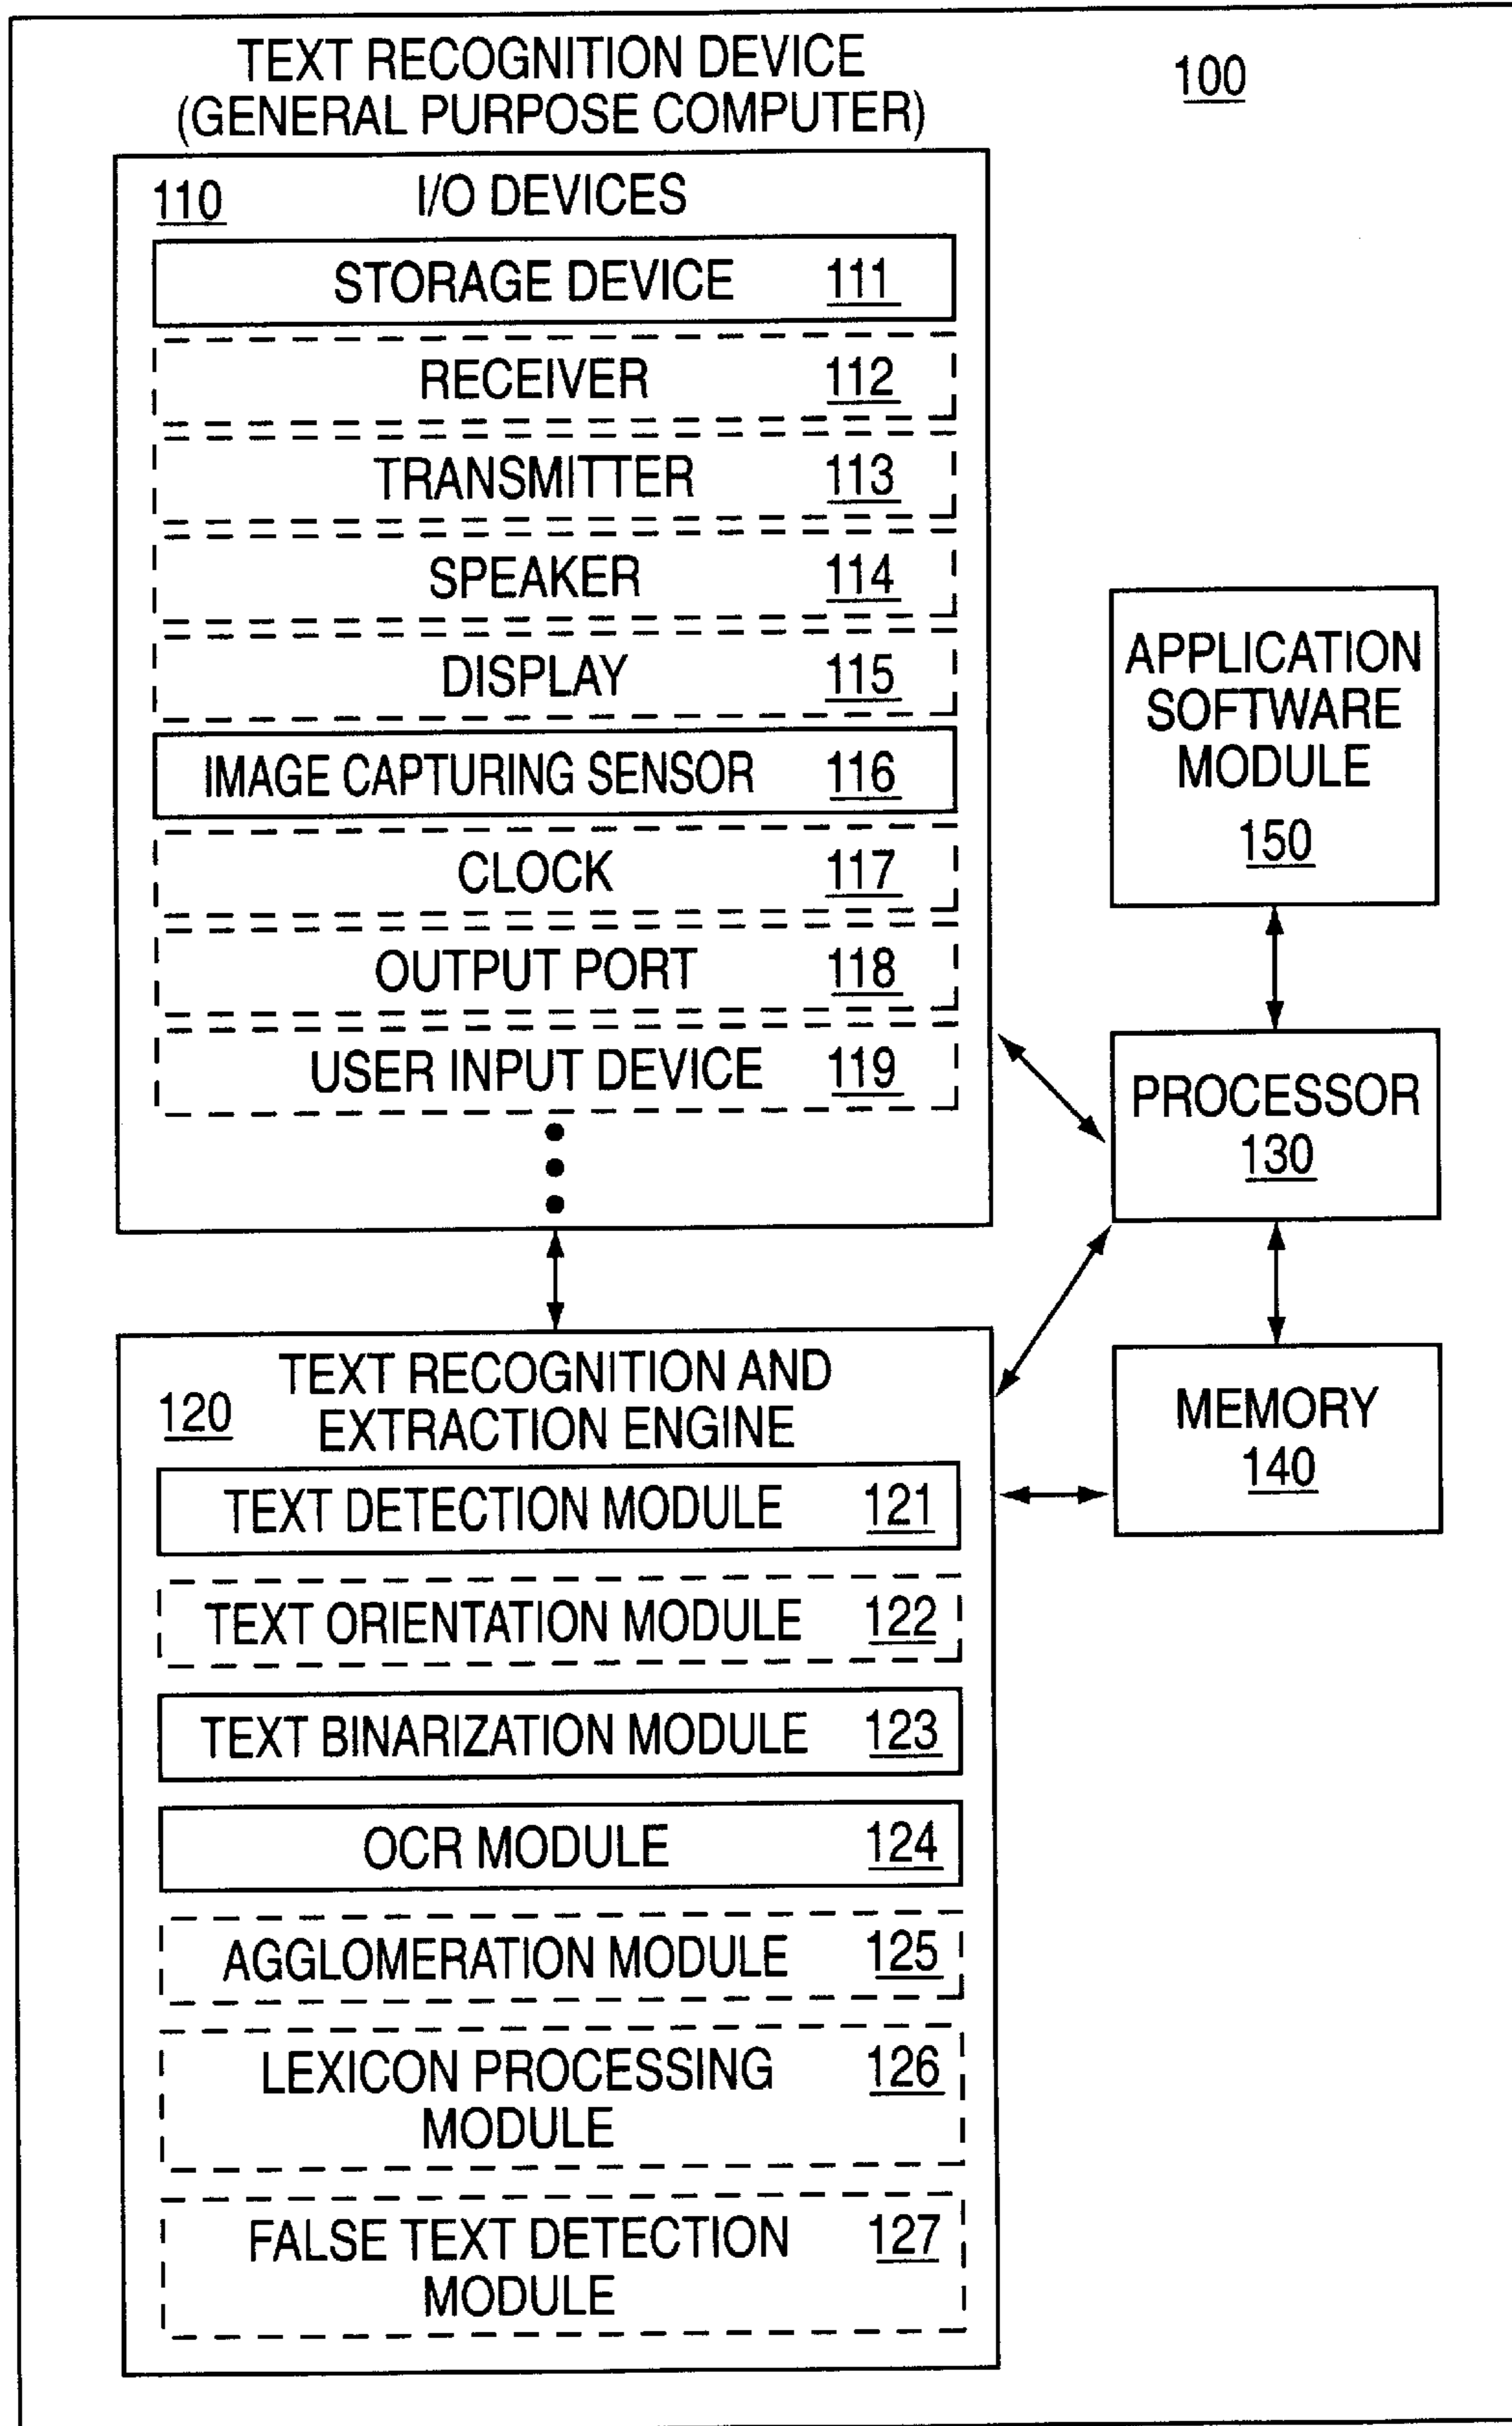 TEXT RECOGNITION DEVICE
(GENERAL PURPOSE COMPUTER)
100
110 I/O DEVICES
STORAGE DEVICE 111
RECEIVER 112
TRANSMITTER 113
SPEAKER 114
DISPLAY 115
IMAGE CAPTURING SENSOR 116
CLOCK 117
OUTPUT PORT 118
USER INPUT DEVICE 119
APPLICATION
SOFTWARE
MODULE
150
PROCESSOR
130
MEMORY
140
120 TEXT RECOGNITION AND
EXTRACTION ENGINE
TEXT DETECTION MODULE 121
TEXT ORIENTATION MODULE 122
TEXT BINARIZATION MODULE 123
OCR MODULE 124
AGGLOMERATION MODULE 125
LEXICON PROCESSING 126
MODULE
FALSE TEXT DETECTION 127
MODULE